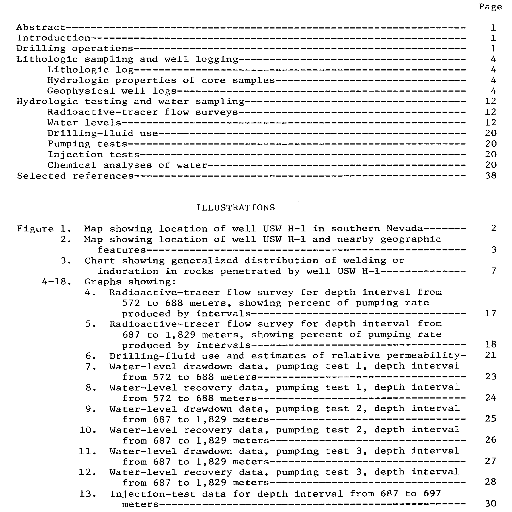 Page
Abstract---------------------------------------------------------- 1
Introduction------------------------------------------------------ 1
Drilling operations----------------------------------------------- 1
Lithologic sampling and well logging------------------------------ 4
Lithologic log----------------------------------------------- 4
Hydrologic properties of core samples------------------------ 4
Geophysical well logs---------------------------------------- 4
Hydrologic testing and water sampling----------------------------- 12
Radioactive-tracer flow surveys------------------------------ 12
Water levels------------------------------------------------- 12
Drilling-fluid use------------------------------------------- 20
Pumping tests------------------------------------------------ 20
Injection tests---------------------------------------------- 20
Chemical analyses of water----------------------------------- 20
Selected references----------------------------------------------- 38
ILLUSTRATIONS
Figure 1. Map showing location of well USW H-1 in southern Nevada------- 2
2. Map showing location of well USW H-1 and nearby geographic
features------------------------------------------------ 3
3. Chart showing generalized distribution of welding or
induration in rocks penetrated by well USW H-1-------------- 7
4-18. Graphs showing:
4. Radioactive-tracer flow survey for depth interval from
572 to 688 meters, showing percent of pumping rate
produced by intervals------------------------------- 17
5. Radioactive-tracer flow survey for depth interval from
687 to 1,829 meters, showing percent of pumping rate
produced by intervals------------------------------- 18
6. Drilling-fluid use and estimates of relative permeability- 21
7. Water-level drawdown data, pumping test 1, depth interval
from 572 to 688 meters------------------------------ 23
8. Water-level recovery data, pumping test 1, depth interval
from 572 to 688 meters------------------------------ 24
9. Water-level drawdown data, pumping test 2, depth interval
from 687 to 1,829 meters---------------------------- 25
10. Water-level recovery data, pumping test 2, depth interval
from 687 to 1,829 meters---------------------------- 26
11. Water-level drawdown data, pumping test 3, depth interval
from 687 to 1,829 meters---------------------------- 27
12. Water-level recovery data, pumping test 3, depth interval
from 687 to 1,829 meters---------------------------- 28
13. Injection-test data for depth interval from 687 to 697
meters---------------------------------------------- 30